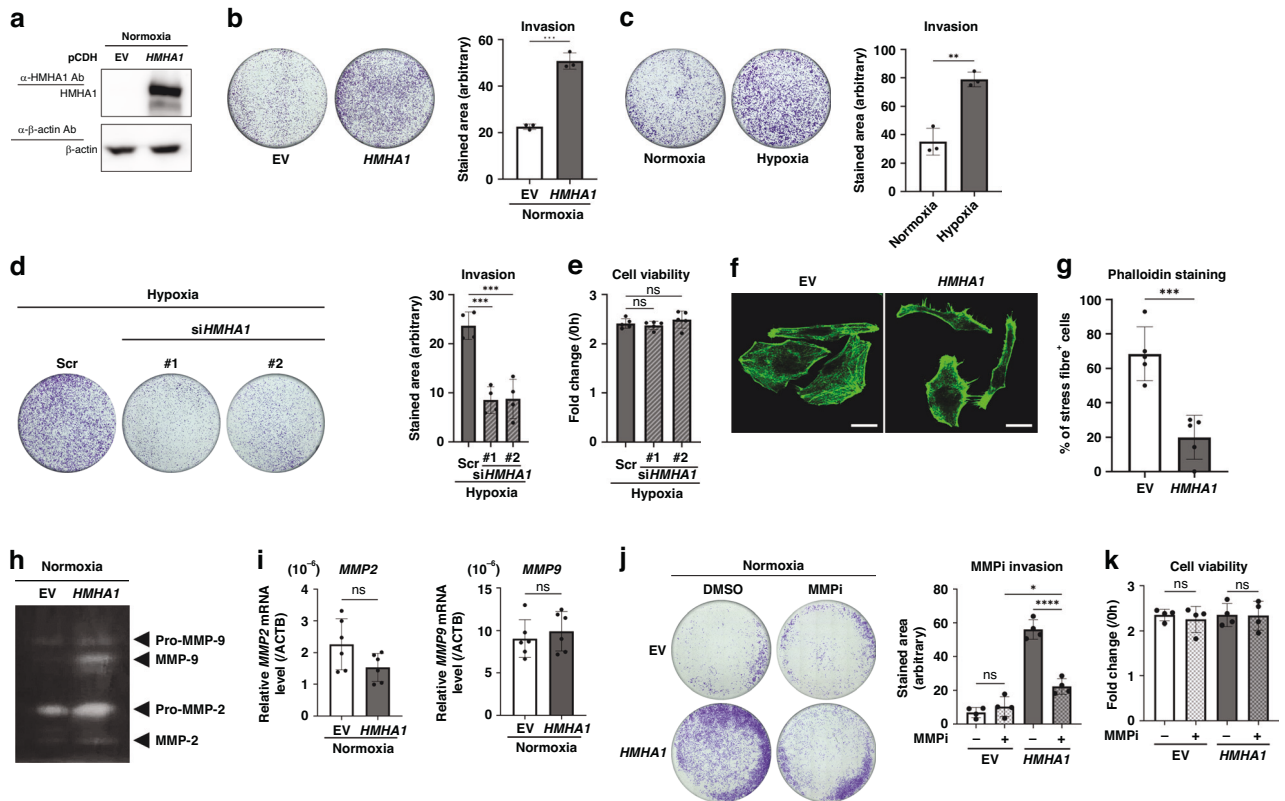 a
Normoxia
pCDH EV HMHA1
α-HMHA1 Ab
HMHA1
α-β-actin Ab
β-actin
b
EV
HMHA1
Invasion
Stained area (arbitrary)
60
40
20
0
***
EV HMHA1
Normoxia
c
Normoxia
Hypoxia
Invasion
Stained area (arbitrary)
100
80
60
40
20
0
**
Normoxia
Hypoxia
d
Hypoxia
siHMHA1
Scr
#1
#2
Invasion
Stained area (arbitrary)
30
20
10
0
***
***
Scr
#1 #2
siHMHA1
Hypoxia
e
Cell viability
Fold change (/0h)
3
2
1
0
ns
ns
Scr
#1 #2
siHMHA1
Hypoxia
f
EV
HMHA1
g
Phalloidin staining
% of stress fibre⁺ cells
100
80
60
40
20
0
***
EV HMHA1
h
Normoxia
EV HMHA1
Pro-MMP-9
MMP-9
Pro-MMP-2
MMP-2
i
(10⁻⁶)
MMP2
Relative MMP2 mRNA
level (/ACTB)
4
3
2
1
0
ns
EV HMHA1
Normoxia
(10⁻⁶)
MMP9
Relative MMP9 mRNA
level (/ACTB)
15
10
5
0
ns
EV HMHA1
Normoxia
j
Normoxia
DMSO
MMPi
EV
HMHA1
MMPi invasion
Stained area
(arbitrary)
80
60
40
20
0
*
****
ns
MMPi − + − +
EV HMHA1
k
Cell viability
Fold change (/0h)
3
2
1
0
ns
ns
MMPi − + − +
EV HMHA1